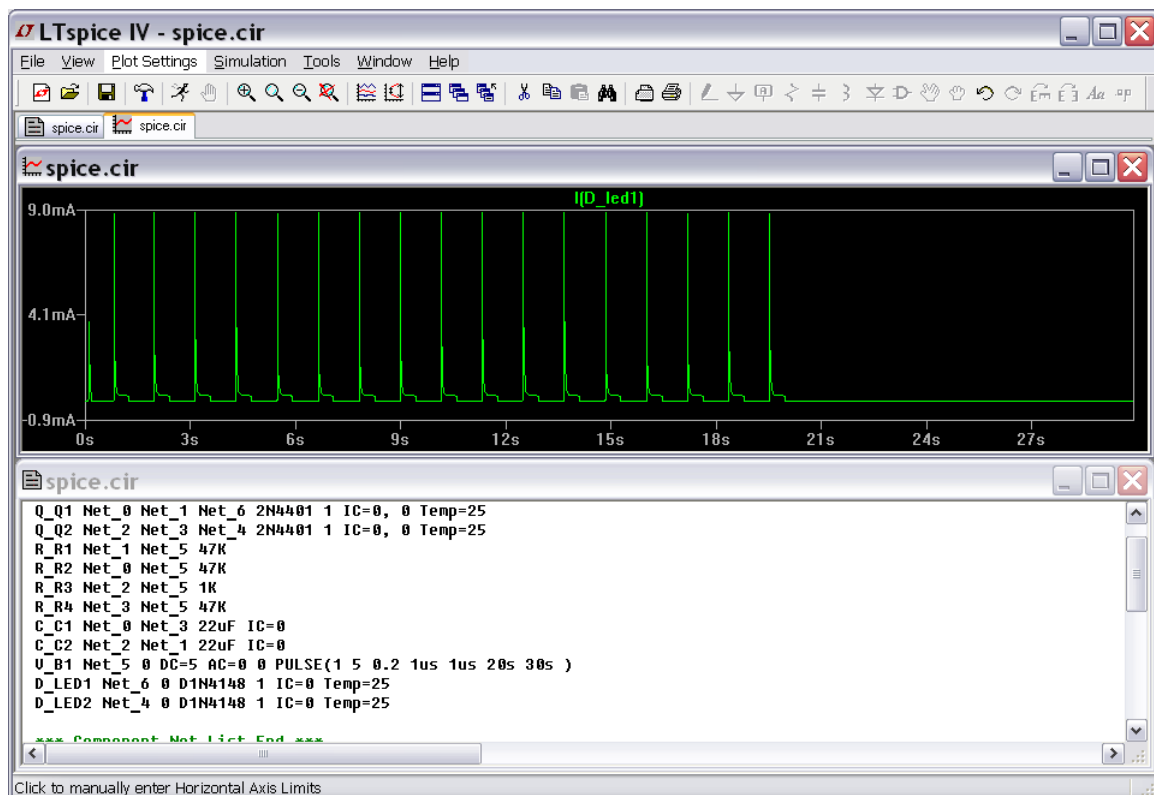 LTspice IV - spice.cir
File View Plot Settings Simulation Tools Window Help
spice.cir spice.cir
spice.cir
I(D_led1)
9.0mA
4.1mA
-0.9mA
0s 3s 6s 9s 12s 15s 18s 21s 24s 27s
spice.cir
Q_Q1 Net_0 Net_1 Net_6 2N4401 1 IC=0, 0 Temp=25
Q_Q2 Net_2 Net_3 Net_4 2N4401 1 IC=0, 0 Temp=25
R_R1 Net_1 Net_5 47K
R_R2 Net_0 Net_5 47K
R_R3 Net_2 Net_5 1K
R_R4 Net_3 Net_5 47K
C_C1 Net_0 Net_3 22uF IC=0
C_C2 Net_2 Net_1 22uF IC=0
V_B1 Net_5 0 DC=5 AC=0 0 PULSE(1 5 0.2 1us 1us 20s 30s )
D_LED1 Net_6 0 D1N4148 1 IC=0 Temp=25
D_LED2 Net_4 0 D1N4148 1 IC=0 Temp=25
*** Component Net List End ***
Click to manually enter Horizontal Axis Limits